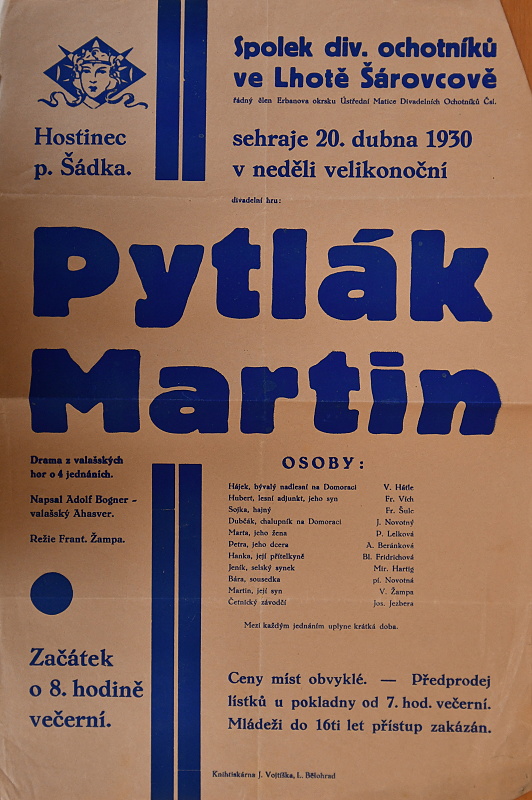 Spolek div. ochotníků
ve Lhotě Šárovcově
řádný člen Erbanova okrsku Ústřední Matice Divadelních Ochotníků Čsl.
Hostinec
p. Šádka.
sehraje 20. dubna 1930
v neděli velikonoční
divadelní hru:
Pytlák
Martin
Drama z valašských
hor o 4 jednáních.
Napsal Adolf Bogner -
valašský Ahasver.
Režie Frant. Žampa.
OSOBY:
Hájek, bývalý nadlesní na Domoraci V. Hátle
Hubert, lesní adjunkt, jeho syn Fr. Vích
Sojka, hajný Fr. Šulc
Dubčák, chalupník na Domoraci J. Novotný
Marta, jeho žena P. Lelková
Petra, jeho dcera A. Beránková
Hanka, její přítelkyně Bl. Fridrichová
Jeník, selský synek Mir. Hartig
Bára, sousedka pí. Novotná
Martin, její syn V. Žampa
Četnický závodčí Jos. Jezbera
Mezi každým jednáním uplyne krátká doba.
Začátek
o 8. hodině
večerní.
Ceny míst obvyklé. — Předprodej
lístků u pokladny od 7. hod. večerní.
Mládeži do 16ti let přístup zakázán.
Knihtiskárna J. Vojtíška, L. Bělohrad